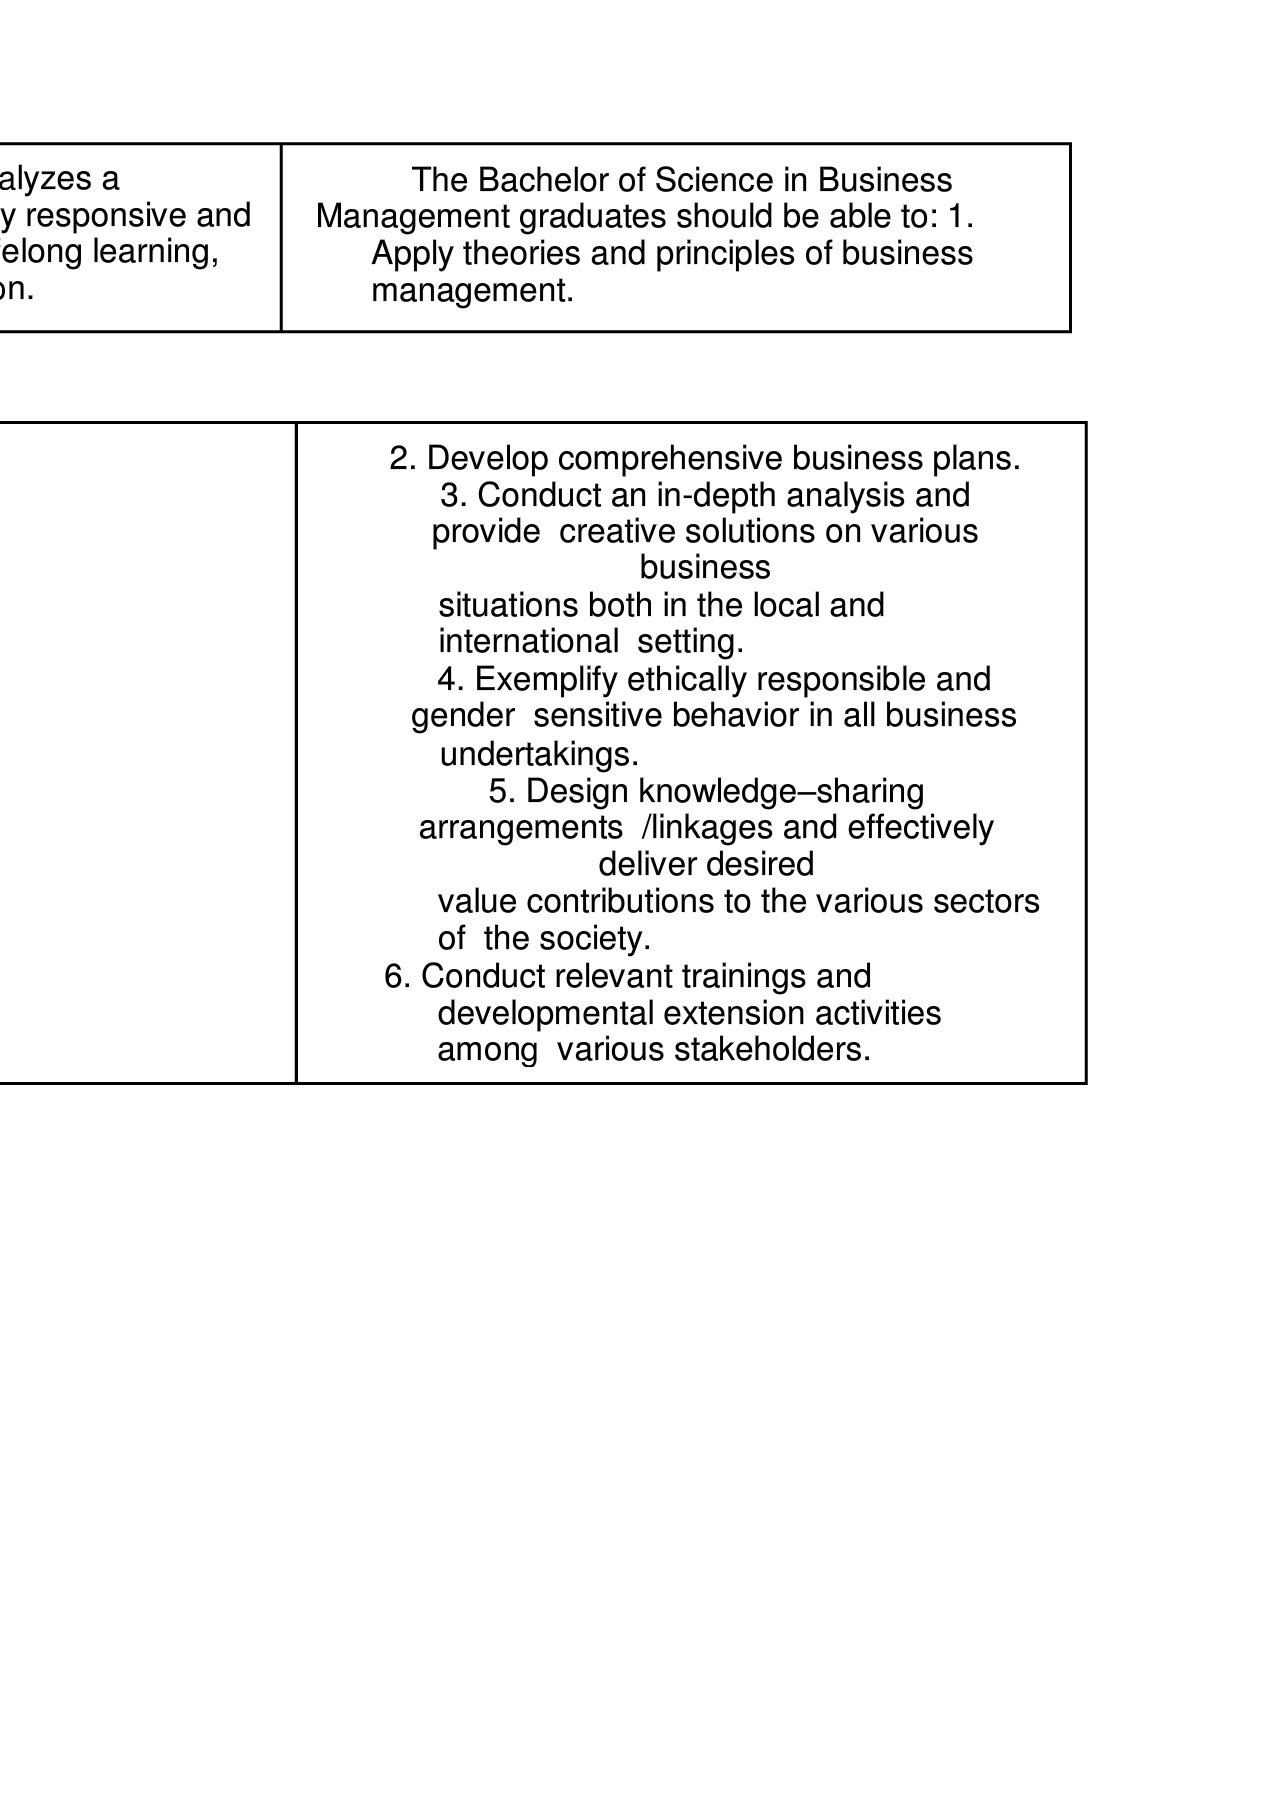 alyzes a
y responsive and
felong learning,
on.
The Bachelor of Science in Business
Management graduates should be able to: 1.
Apply theories and principles of business
management.
2. Develop comprehensive business plans.
3. Conduct an in-depth analysis and
provide creative solutions on various
business
situations both in the local and
international setting.
4. Exemplify ethically responsible and
gender sensitive behavior in all business
undertakings.
5. Design knowledge–sharing
arrangements /linkages and effectively
deliver desired
value contributions to the various sectors
of the society.
6. Conduct relevant trainings and
developmental extension activities
among various stakeholders.